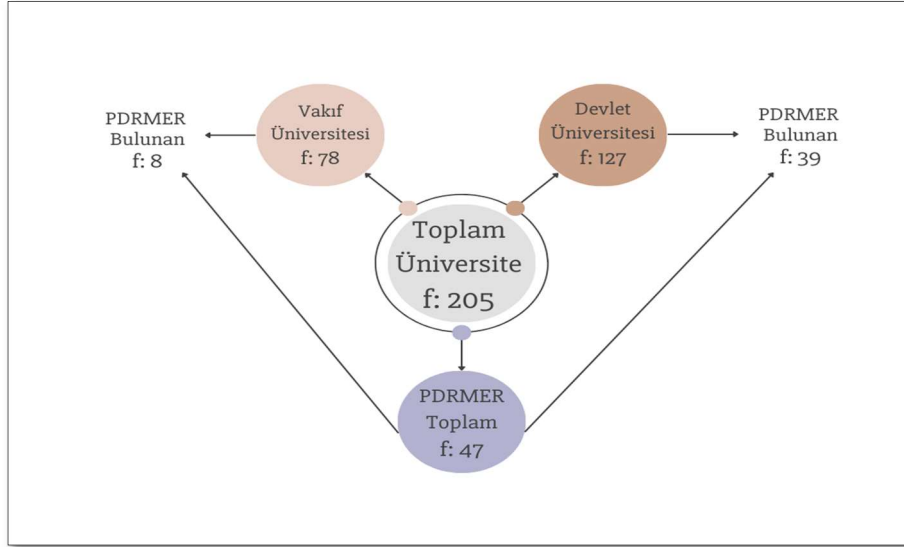 PDRMER
Bulunan
f: 8
Vakıf
Üniversitesi
f: 78
Devlet
Üniversitesi
f: 127
PDRMER
Bulunan
f: 39
Toplam
Üniversite
f: 205
PDRMER
Toplam
f: 47